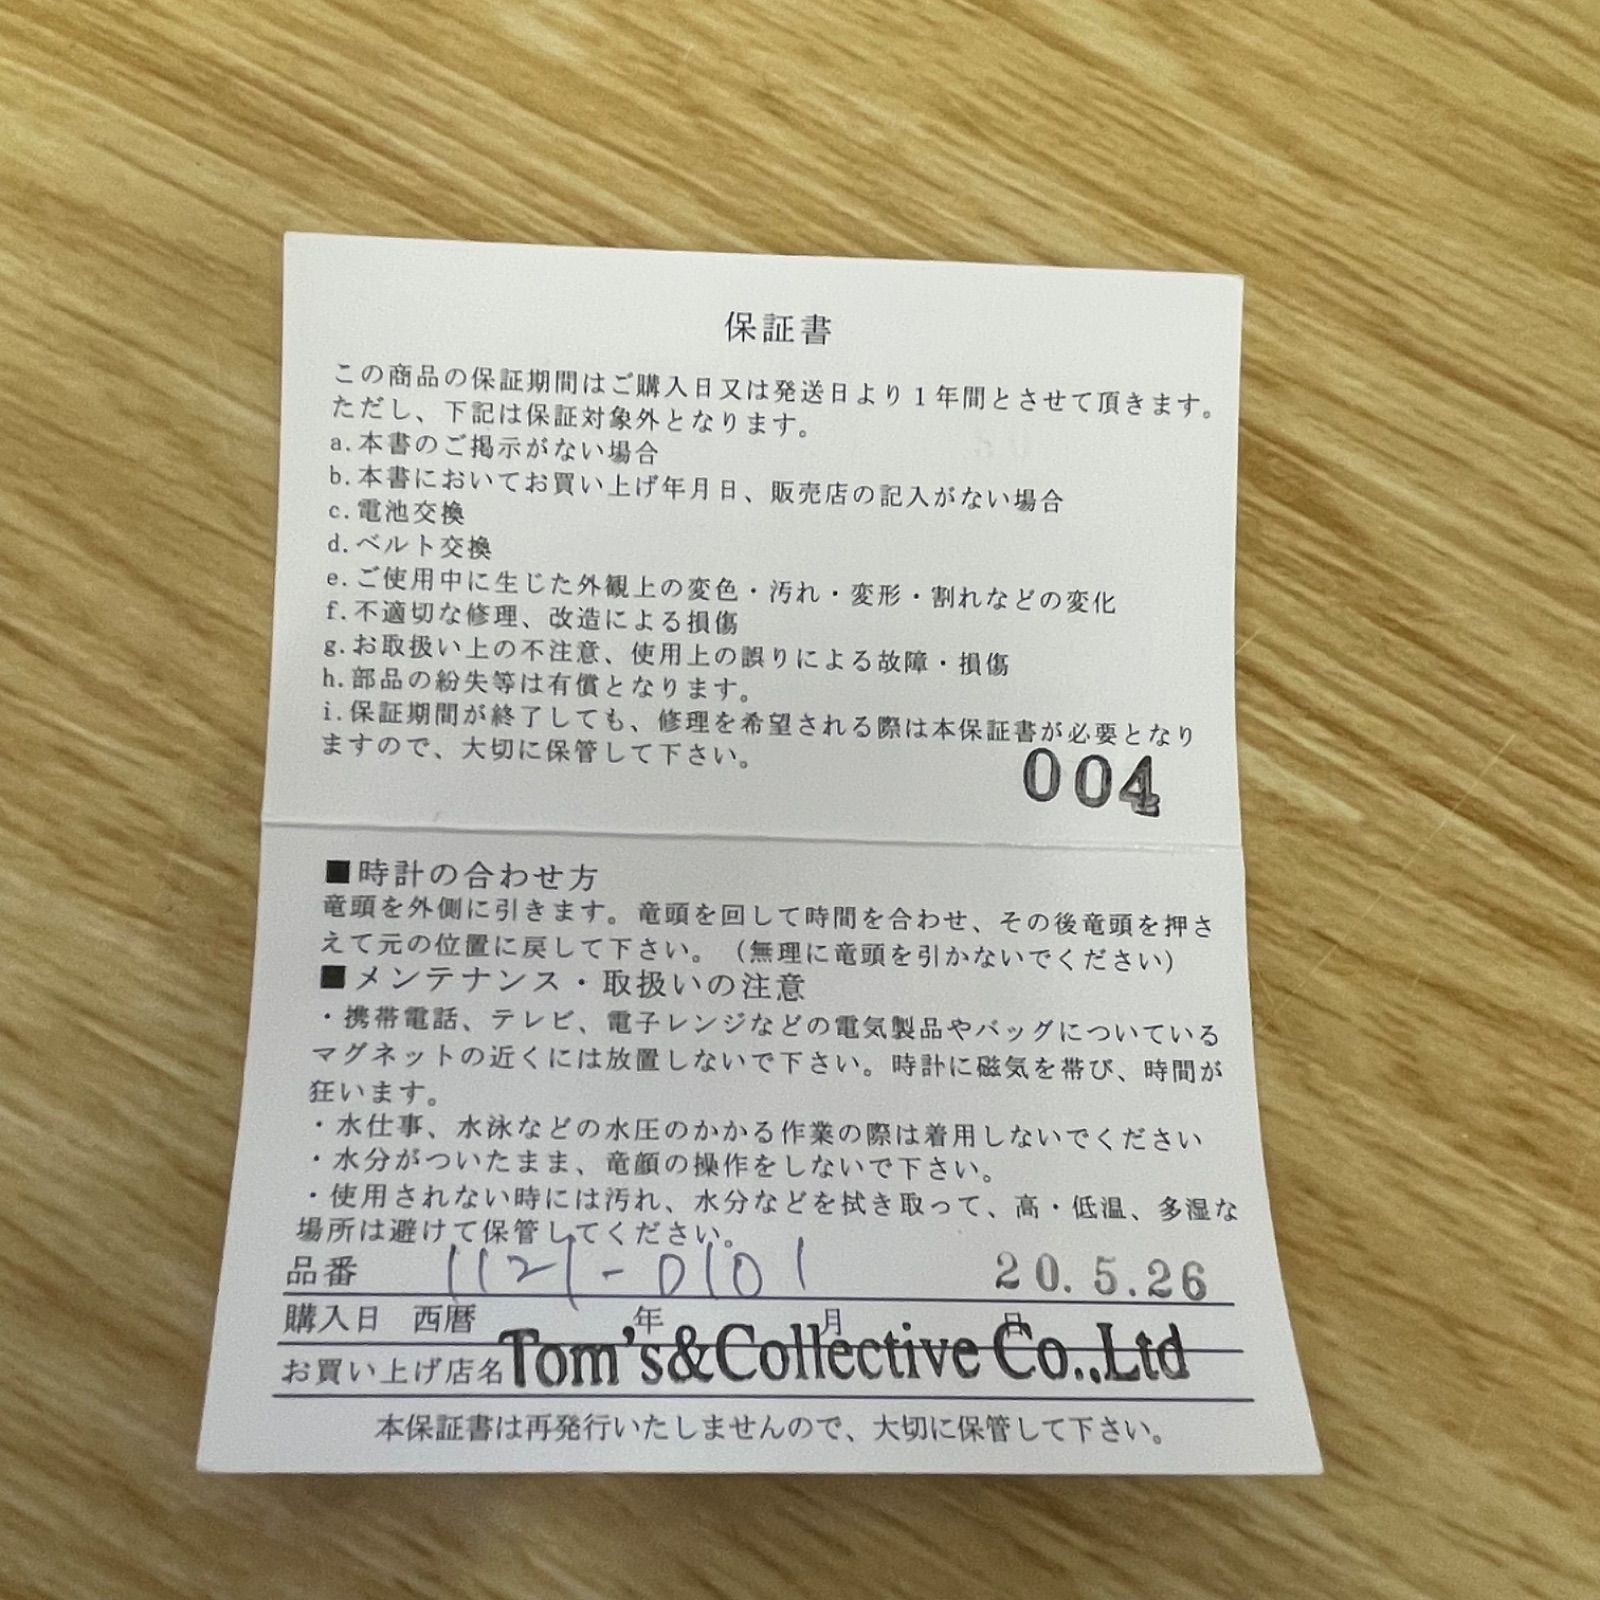 保証書
この商品の保証期間はご購入日又は発送日より1年間とさせて頂きます。
ただし、下記は保証対象外となります。
a.本書のご掲示がない場合
b.本書においてお買い上げ年月日、販売店の記入がない場合
c.電池交換
d.ベルト交換
e.ご使用中に生じた外観上の変色・汚れ・変形・割れなどの変化
f.不適切な修理、改造による損傷
g.お取扱い上の不注意、使用上の誤りによる故障・損傷
h.部品の紛失等は有償となります。
i.保証期間が終了しても、修理を希望される際は本保証書が必要となり
ますので、大切に保管して下さい。
004
■時計の合わせ方
竜頭を外側に引きます。竜頭を回して時間を合わせ、その後竜頭を押さ
えて元の位置に戻して下さい。（無理に竜頭を引かないでください）
■メンテナンス・取扱いの注意
・携帯電話、テレビ、電子レンジなどの電気製品やバッグについている
マグネットの近くには放置しないで下さい。時計に磁気を帯び、時間が
狂います。
・水仕事、水泳などの水圧のかかる作業の際は着用しないでください
・水分がついたまま、竜顔の操作をしないで下さい。
・使用されない時には汚れ、水分などを拭き取って、高・低温、多湿な
場所は避けて保管してください。
品番 1121-0101 20.5.26
購入日 西暦 年 月 日
お買い上げ店名 Tom's&Collective Co.,Ltd
本保証書は再発行いたしませんので、大切に保管して下さい。